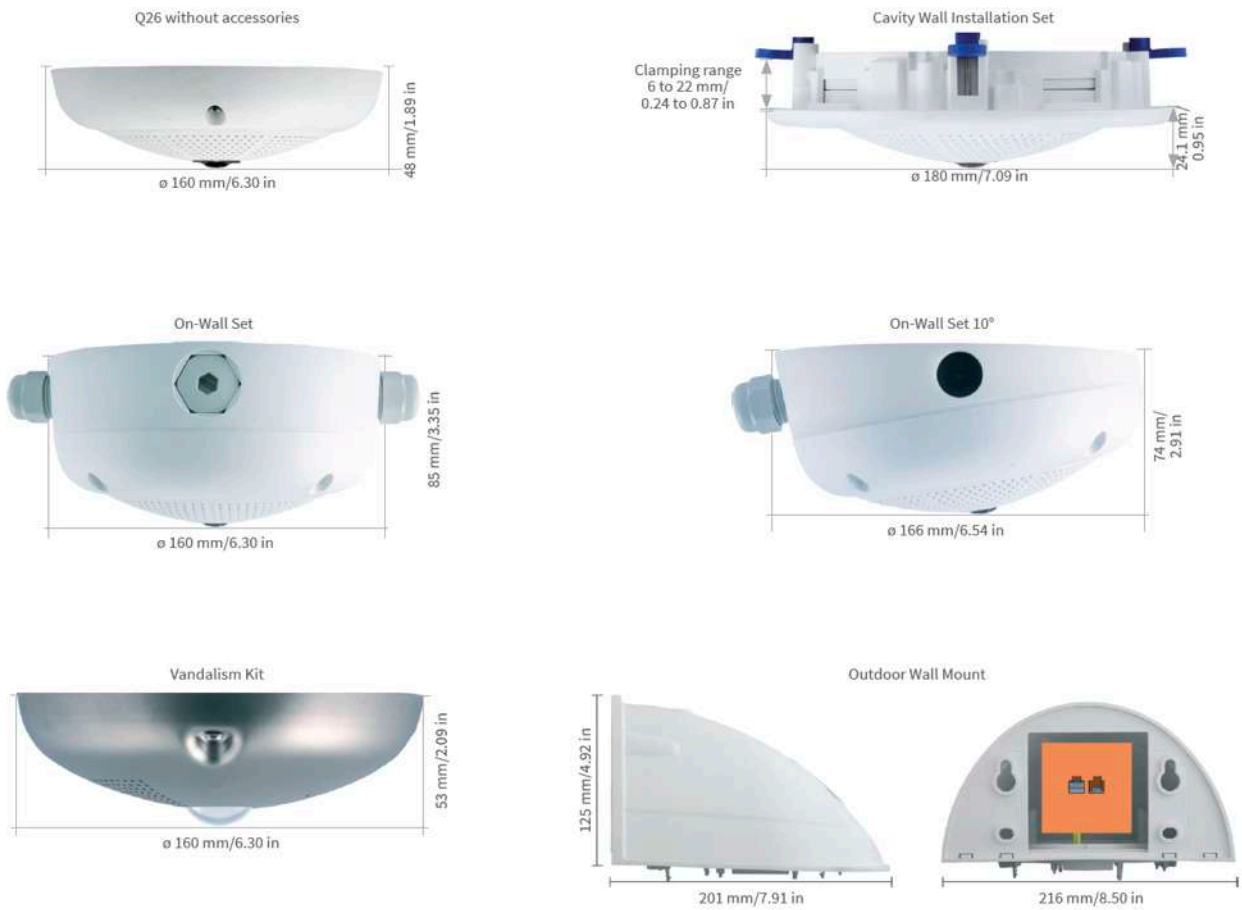 Q26 without accessories
48 mm/1.89 in
ø 160 mm/6.30 in
Cavity Wall Installation Set
Clamping range
6 to 22 mm/
0.24 to 0.87 in
24.1 mm/
0.95 in
ø 180 mm/7.09 in
On-Wall Set
85 mm/3.35 in
ø 160 mm/6.30 in
On-Wall Set 10°
74 mm/
2.91 in
ø 166 mm/6.54 in
Vandalism Kit
53 mm/2.09 in
ø 160 mm/6.30 in
Outdoor Wall Mount
125 mm/4.92 in
201 mm/7.91 in
216 mm/8.50 in